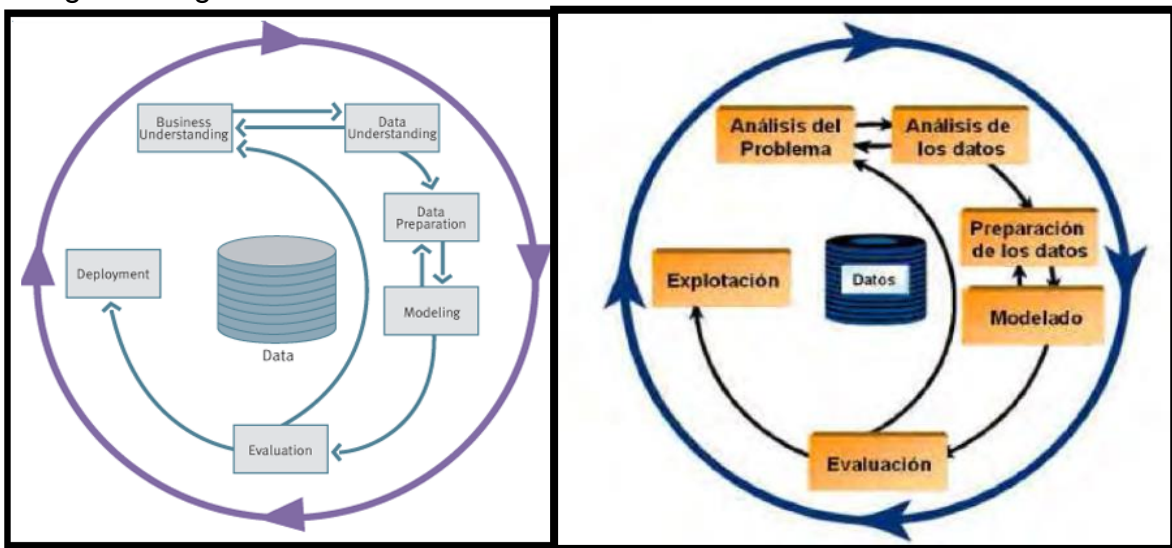 Business
Understanding
Data
Understanding
Data
Preparation
Modeling
Deployment
Data
Evaluation
Análisis del
Problema
Análisis de
los datos
Preparación
de los datos
Modelado
Explotación
Datos
Evaluación